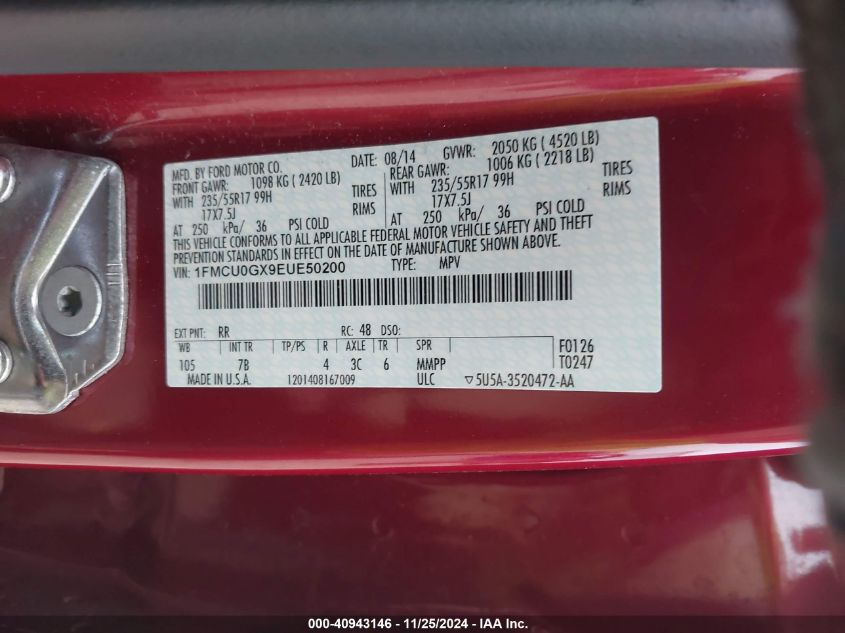 MFD. BY FORD MOTOR CO.
DATE: 08/14 GVWR: 2050 KG ( 4520 LB)
FRONT GAWR: 1098 KG ( 2420 LB) REAR GAWR: 1006 KG ( 2218 LB)
WITH 235/55R17 99H TIRES WITH 235/55R17 99H TIRES
17X7.5J RIMS 17X7.5J RIMS
AT 250 kPa/ 36 PSI COLD AT 250 kPa/ 36 PSI COLD
THIS VEHICLE CONFORMS TO ALL APPLICABLE FEDERAL MOTOR VEHICLE SAFETY AND THEFT
PREVENTION STANDARDS IN EFFECT ON THE DATE OF MANUFACTURE SHOWN ABOVE.
VIN: 1FMCU0GX9EUE50200 TYPE: MPV
EXT PNT: RR RC: 48 DSO: F0126
WB INT TR TP/PS R AXLE TR SPR T0247
105 7B 4 3C 6 MMPP
MADE IN U.S.A. 1201408167009 ULC ▽5U5A-3520472-AA
000-40943146 - 11/25/2024 - IAA, Inc.